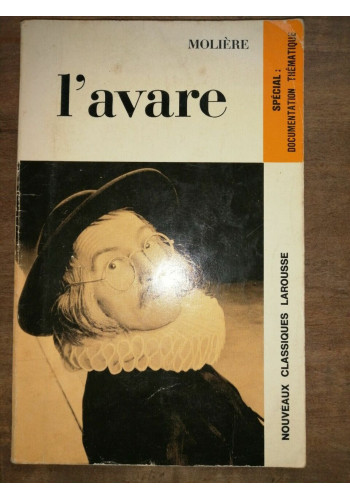 MOLIÈRE
l'avare
SPÉCIAL :
DOCUMENTATION THÉMATIQUE
NOUVEAUX CLASSIQUES LAROUSSE